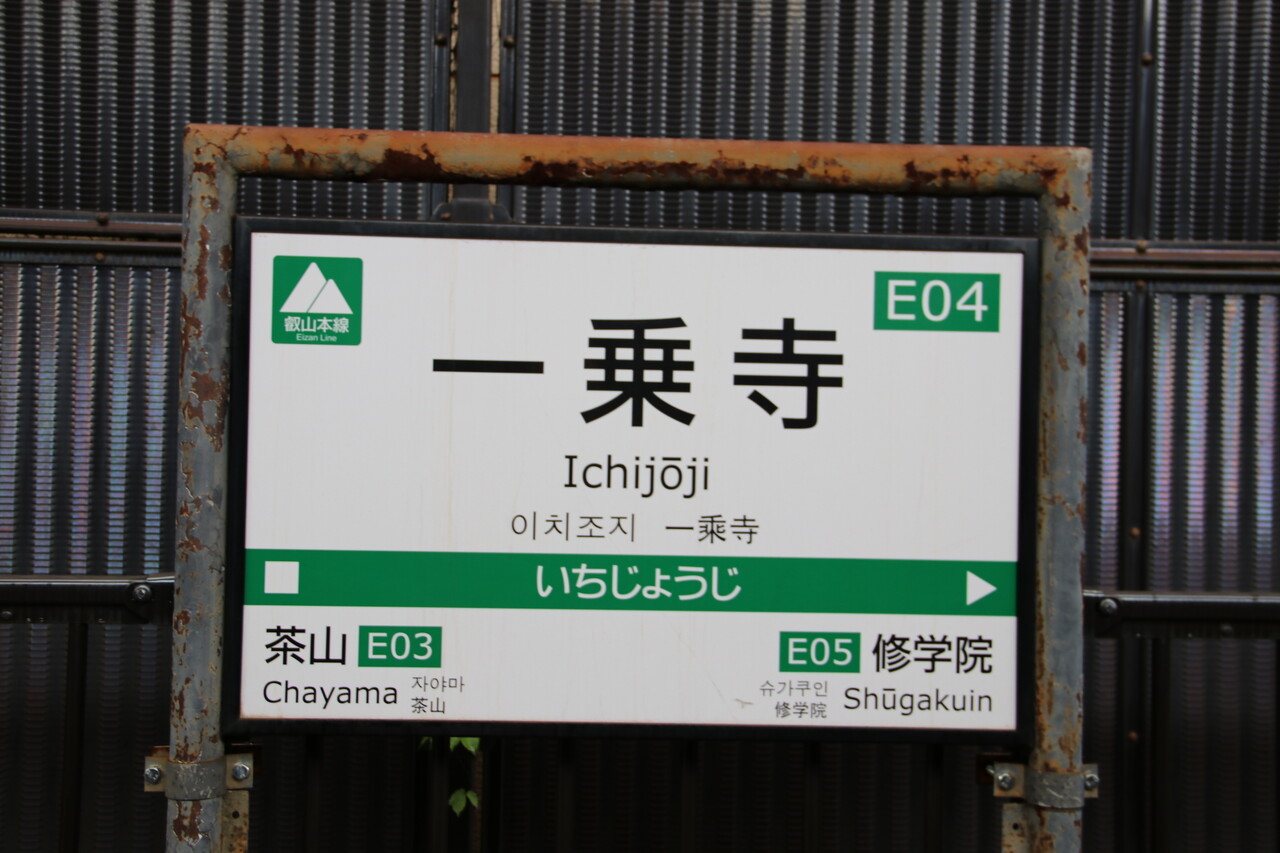 叡山本線
Eizan Line
E04
一乗寺
Ichijōji
이치조지 一乘寺
いちじょうじ
茶山 E03
Chayama 자야마
茶山
E05 修学院
슈가쿠인 Shūgakuin
修学院